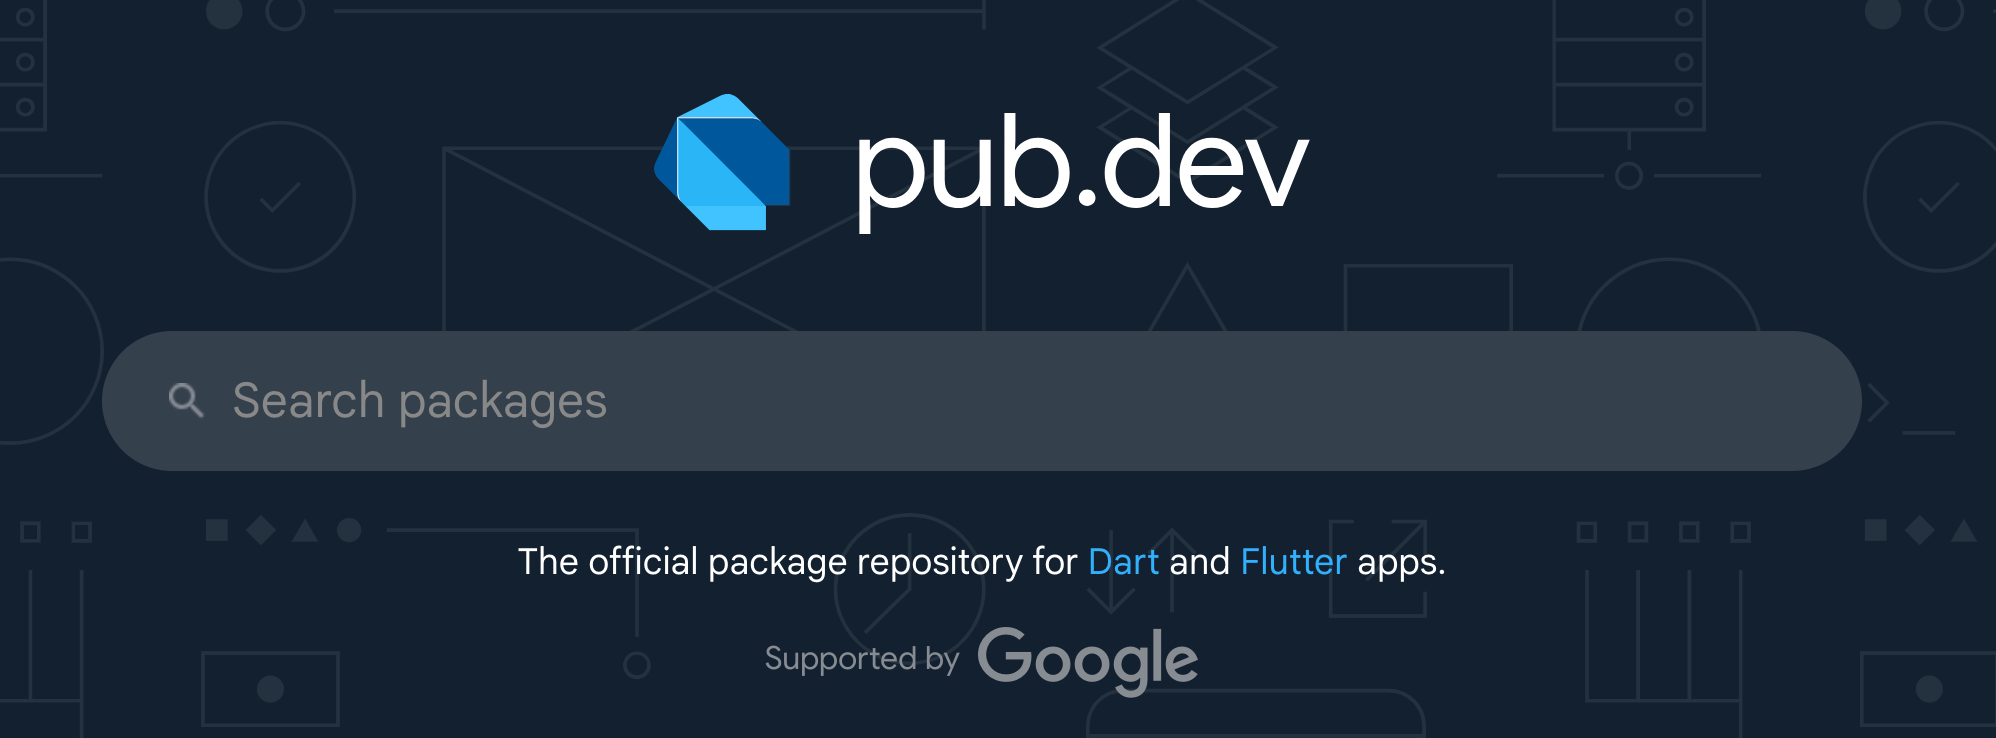 pub.dev
Search packages
The official package repository for Dart and Flutter apps.
Supported by Google